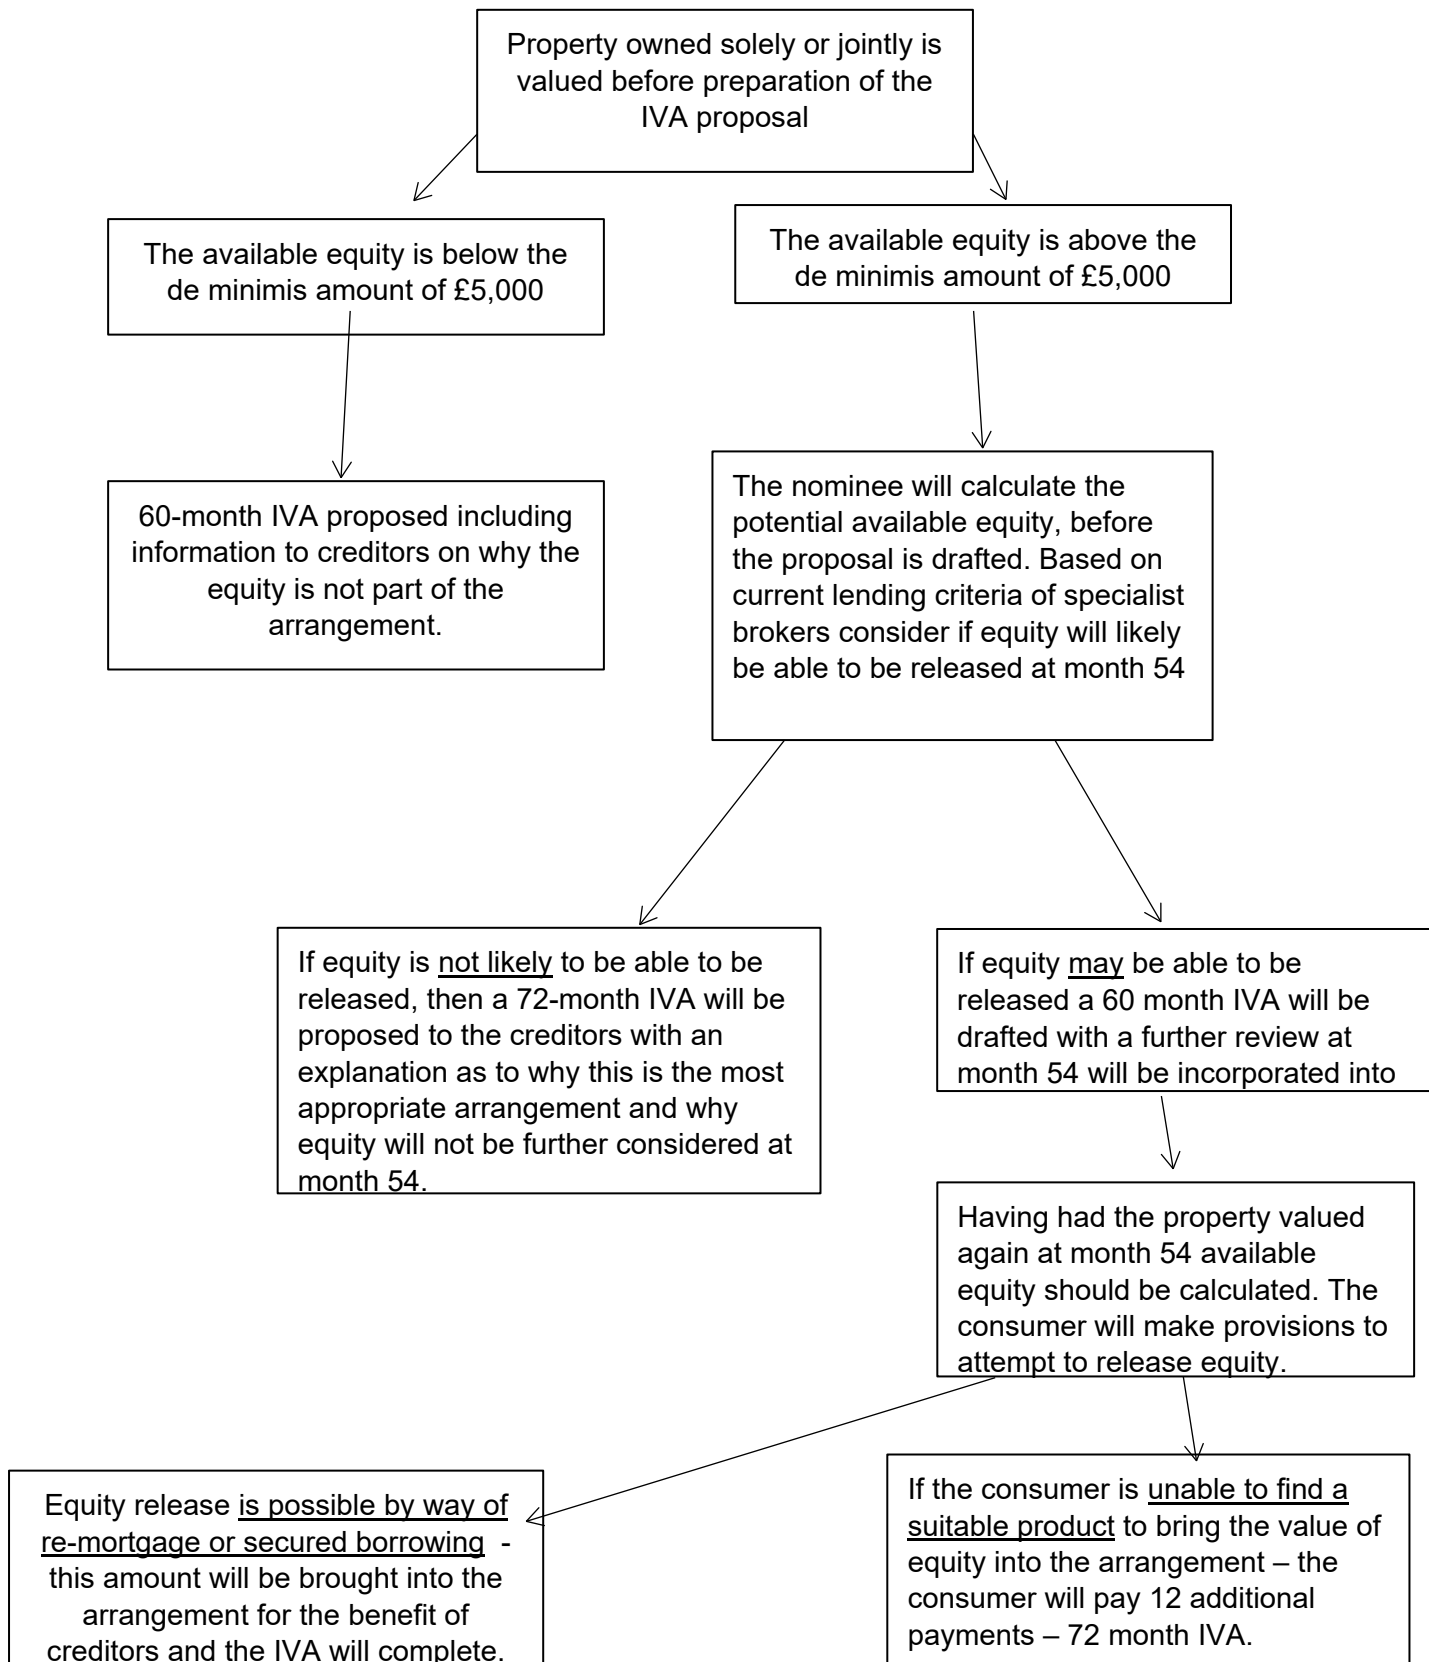 Property owned solely or jointly is
valued before preparation of the
IVA proposal
The available equity is below the
de minimis amount of £5,000
The available equity is above the
de minimis amount of £5,000
60-month IVA proposed including
information to creditors on why the
equity is not part of the
arrangement.
The nominee will calculate the
potential available equity, before
the proposal is drafted. Based on
current lending criteria of specialist
brokers consider if equity will likely
be able to be released at month 54
If equity is not likely to be able to be
released, then a 72-month IVA will be
proposed to the creditors with an
explanation as to why this is the most
appropriate arrangement and why
equity will not be further considered at
month 54.
If equity may be able to be
released a 60 month IVA will be
drafted with a further review at
month 54 will be incorporated into
Having had the property valued
again at month 54 available
equity should be calculated. The
consumer will make provisions to
attempt to release equity.
Equity release is possible by way of
re-mortgage or secured borrowing -
this amount will be brought into the
arrangement for the benefit of
creditors and the IVA will complete.
If the consumer is unable to find a
suitable product to bring the value of
equity into the arrangement – the
consumer will pay 12 additional
payments – 72 month IVA.